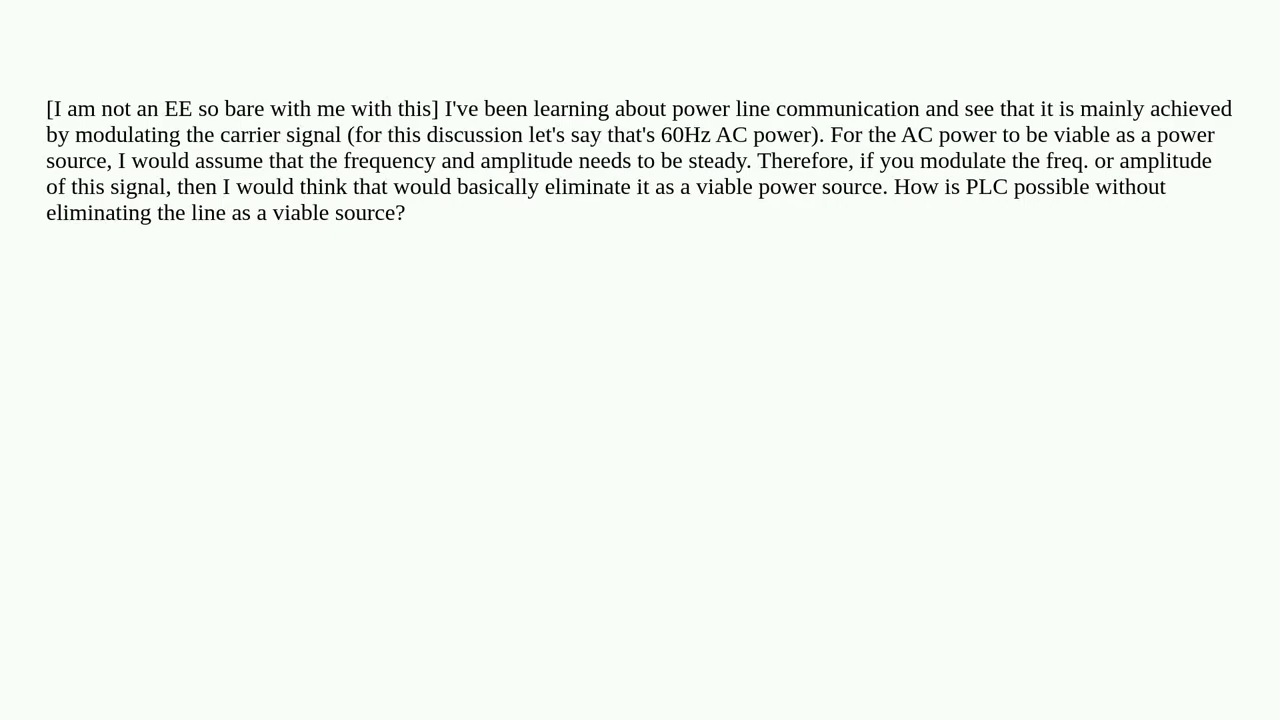 [I am not an EE so bare with me with this] I've been learning about power line communication and see that it is mainly achieved
by modulating the carrier signal (for this discussion let's say that's 60Hz AC power). For the AC power to be viable as a power
source, I would assume that the frequency and amplitude needs to be steady. Therefore, if you modulate the freq. or amplitude
of this signal, then I would think that would basically eliminate it as a viable power source. How is PLC possible without
eliminating the line as a viable source?